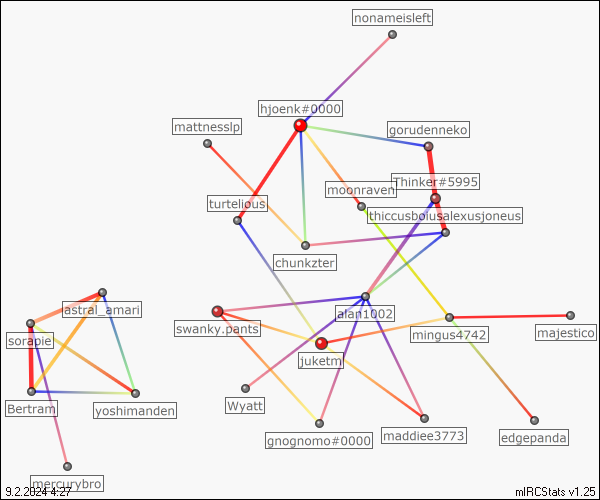 nonameisleft
hjoenk#0000
mattnesslp
gorudenneko
Thinker#5995
moonraven
turtelious
thiccusboiusalexusjoneus
chunkzter
astral_amari
alan1002
swanky.pants
sorapie
mingus4742
majestico
juketm
Bertram
yoshimanden
Wyatt
gnognomo#0000
maddiee3773
edgepanda
mercurybro
9.2.2024 4:27
mIRCStats v1.25